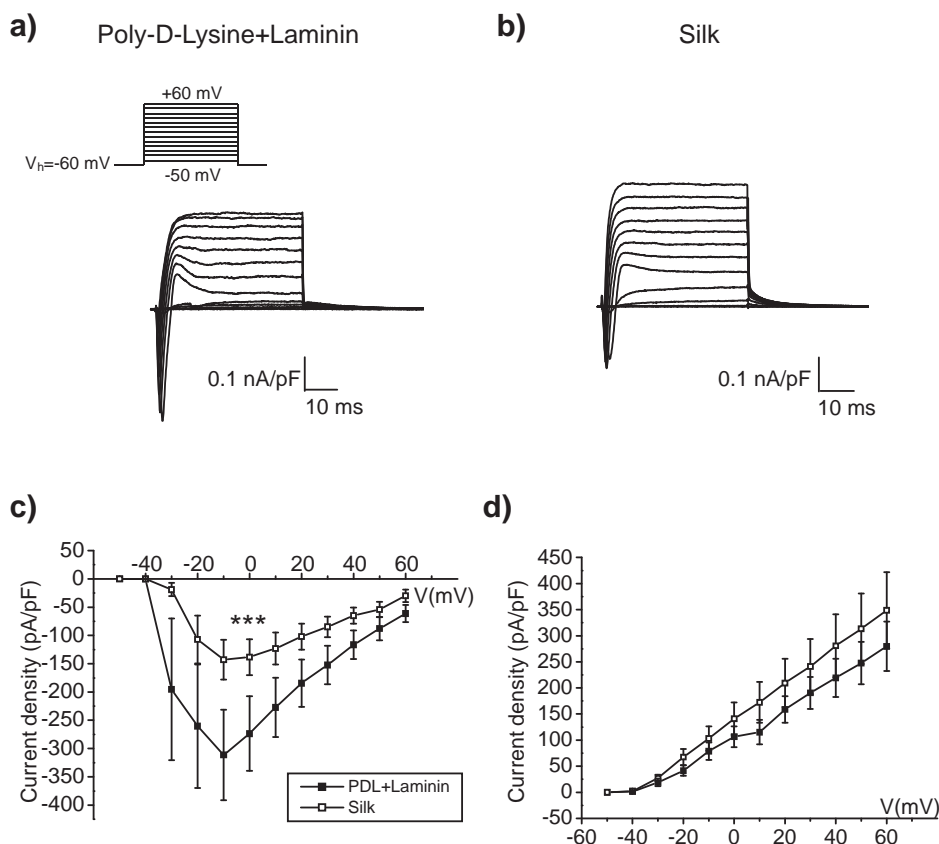 a)
Poly-D-Lysine+Laminin
+60 mV
Vh=-60 mV
-50 mV
0.1 nA/pF
10 ms
b)
Silk
0.1 nA/pF
10 ms
c)
50
0
-50
-100
-150
-200
-250
-300
-350
-400
Current density (pA/pF)
-40 -20 0 20 40 60
V(mV)
***
PDL+Laminin
Silk
d)
450
400
350
300
250
200
150
100
50
0
-50
Current density (pA/pF)
V(mV)
-60 -40 -20 0 20 40 60